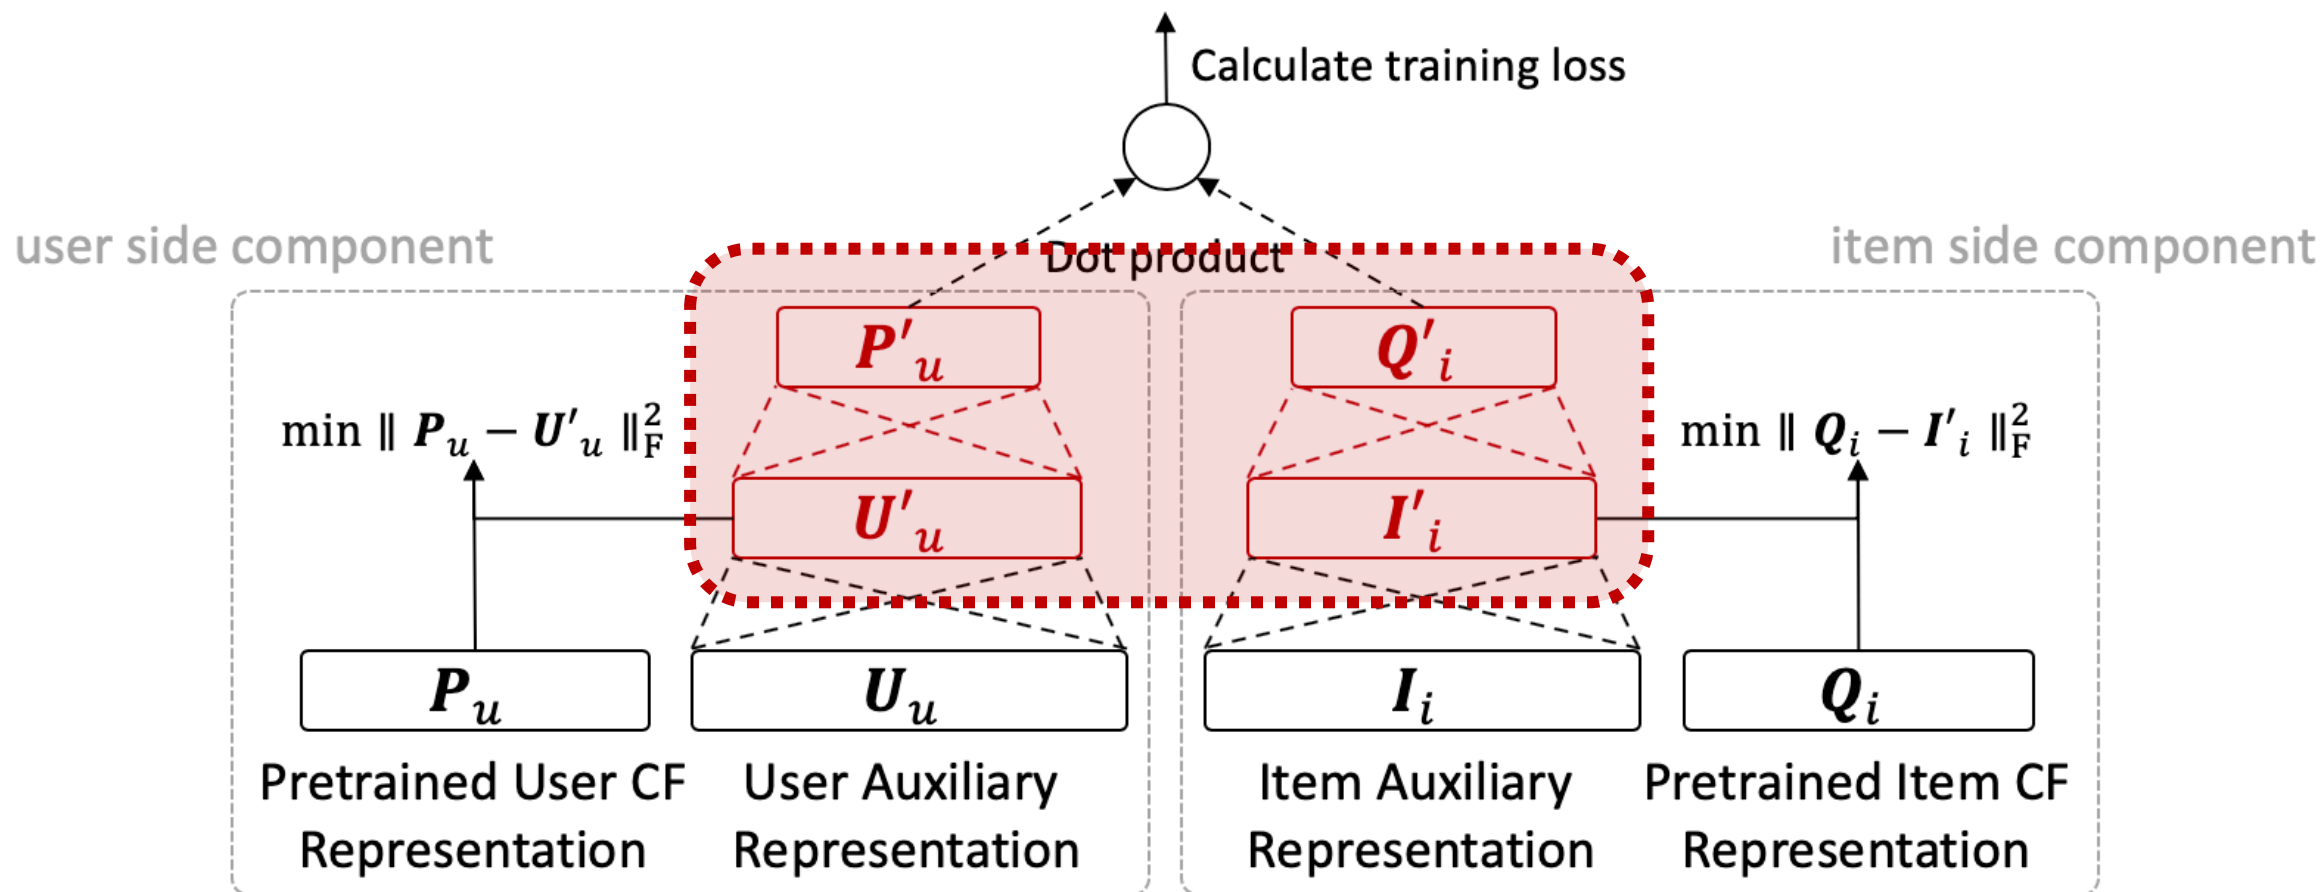 Calculate training loss
user side component
item side component
Dot product
P'u
Q'i
min ‖ Pu − U'u ‖²F
min ‖ Qi − I'i ‖²F
U'u
I'i
Pu
Uu
Ii
Qi
Pretrained User CF
Representation
User Auxiliary
Representation
Item Auxiliary
Representation
Pretrained Item CF
Representation